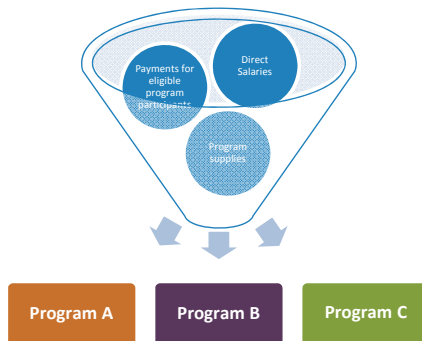 Payments for
eligible
program
participants
Direct
Salaries
Program
supplies
Program A
Program B
Program C